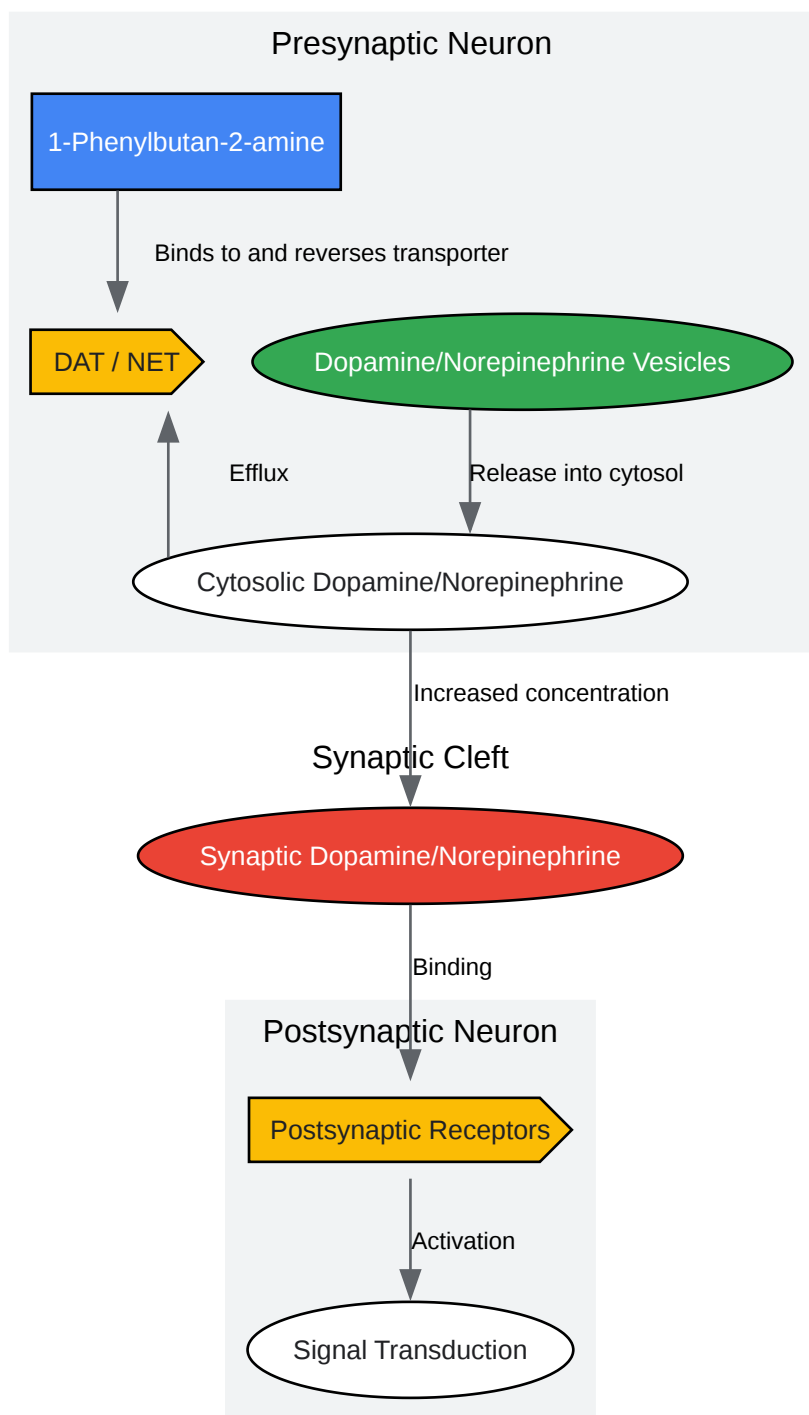 Presynaptic Neuron
1-Phenylbutan-2-amine
Binds to and reverses transporter
DAT / NET
Dopamine/Norepinephrine Vesicles
Efflux
Release into cytosol
Cytosolic Dopamine/Norepinephrine
Increased concentration
Synaptic Cleft
Synaptic Dopamine/Norepinephrine
Binding
Postsynaptic Neuron
Postsynaptic Receptors
Activation
Signal Transduction